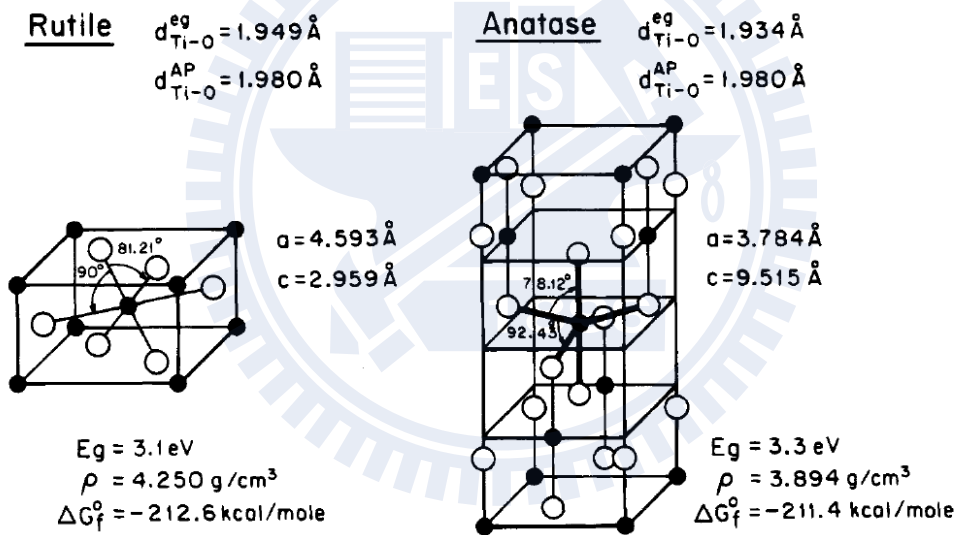 Rutile
d^eg_Ti-O = 1.949 Å
d^AP_Ti-O = 1.980 Å
81.21°
90°
a = 4.593 Å
c = 2.959 Å
Eg = 3.1 eV
ρ = 4.250 g/cm³
ΔG°f = -212.6 kcal/mole
Anatase
d^eg_Ti-O = 1.934 Å
d^AP_Ti-O = 1.980 Å
E S A
8
78.12°
92.43°
a = 3.784 Å
c = 9.515 Å
Eg = 3.3 eV
ρ = 3.894 g/cm³
ΔG°f = -211.4 kcal/mole